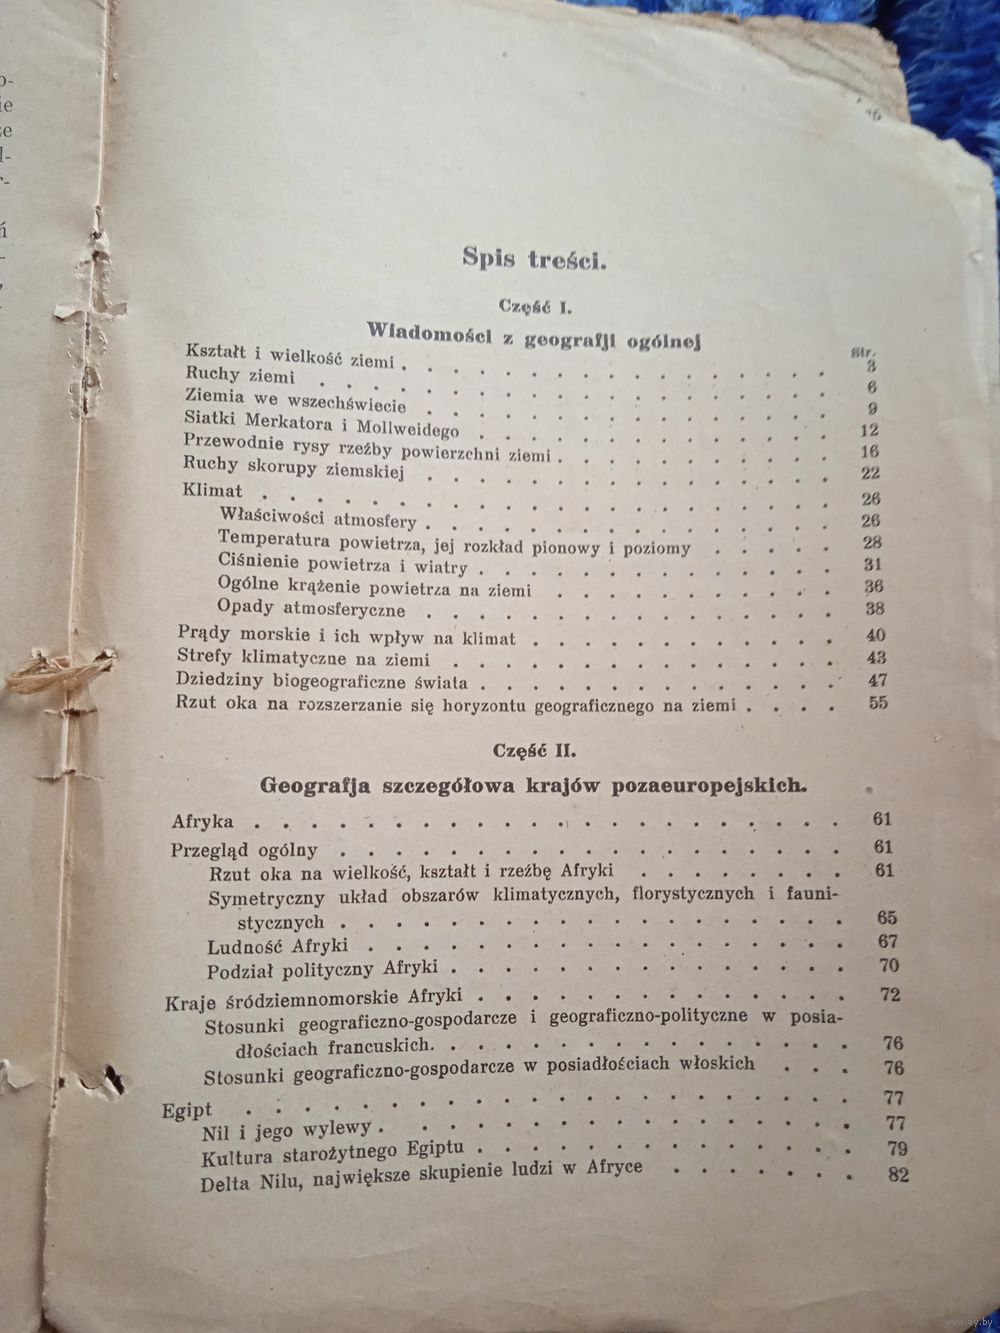 Spis treści.
Część I.
Wiadomości z geografji ogólnej
Str.
Kształt i wielkość ziemi . . . . . . . . . . . . 3
Ruchy ziemi . . . . . . . . . . . . 6
Ziemia we wszechświecie . . . . . . . . . . . . 9
Siatki Merkatora i Mollweidego . . . . . . . . . . 12
Przewodnie rysy rzeźby powierzchni ziemi . . . . . . . . 16
Ruchy skorupy ziemskiej . . . . . . . . . . . 22
Klimat . . . . . . . . . . . . . . 26
Właściwości atmosfery . . . . . . . . . . . 26
Temperatura powietrza, jej rozkład pionowy i poziomy . . . . . 28
Ciśnienie powietrza i wiatry . . . . . . . . . . 31
Ogólne krążenie powietrza na ziemi . . . . . . . . 36
Opady atmosferyczne . . . . . . . . . . . 38
Prądy morskie i ich wpływ na klimat . . . . . . . . 40
Strefy klimatyczne na ziemi . . . . . . . . . . 43
Dziedziny biogeograficzne świata . . . . . . . . . . 47
Rzut oka na rozszerzanie się horyzontu geograficznego na ziemi . . . . 55
Część II.
Geografja szczegółowa krajów pozaeuropejskich.
Afryka . . . . . . . . . . . . . . . 61
Przegląd ogólny . . . . . . . . . . . . . 61
Rzut oka na wielkość, kształt i rzeźbę Afryki . . . . . . 61
Symetryczny układ obszarów klimatycznych, florystycznych i fauni-
stycznych . . . . . . . . . . . . . 65
Ludność Afryki . . . . . . . . . . . . 67
Podział polityczny Afryki . . . . . . . . . . 70
Kraje śródziemnomorskie Afryki . . . . . . . . . . 72
Stosunki geograficzno-gospodarcze i geograficzno-polityczne w posia-
dłościach francuskich. . . . . . . . . . . . 76
Stosunki geograficzno-gospodarcze w posiadłościach włoskich . . . 76
Egipt . . . . . . . . . . . . . . . 77
Nil i jego wylewy . . . . . . . . . . . . 77
Kultura starożytnego Egiptu . . . . . . . . . . 79
Delta Nilu, największe skupienie ludzi w Afryce . . . . . . 82
www.ay.by